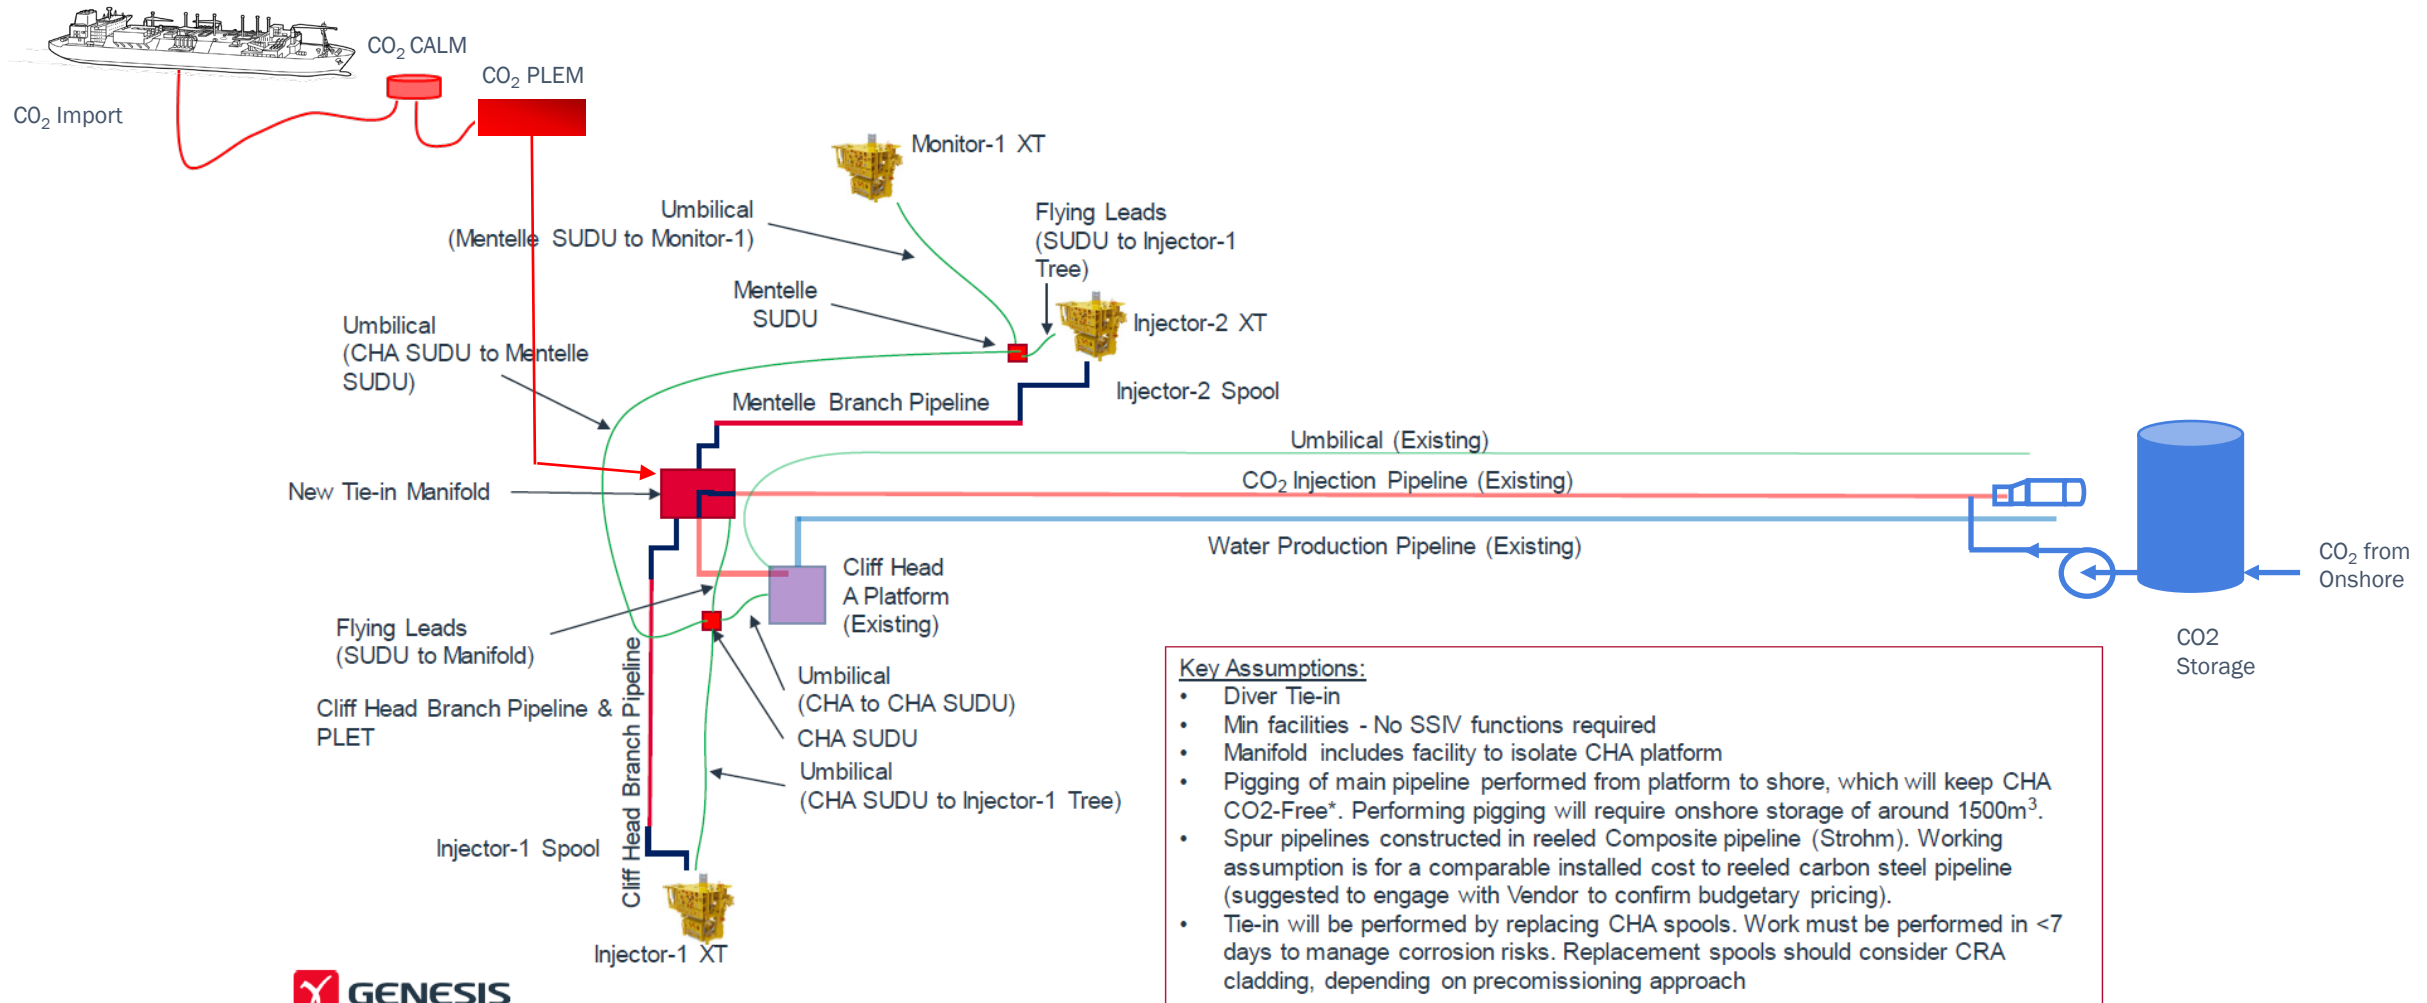 CO2 CALM
CO2 PLEM
CO2 Import
Monitor-1 XT
Umbilical
(Mentelle SUDU to Monitor-1)
Flying Leads
(SUDU to Injector-1
Tree)
Mentelle
SUDU
Injector-2 XT
Umbilical
(CHA SUDU to Mentelle
SUDU)
Injector-2 Spool
Mentelle Branch Pipeline
Umbilical (Existing)
CO2 Injection Pipeline (Existing)
New Tie-in Manifold
Water Production Pipeline (Existing)
CO2 from
Onshore
Cliff Head
A Platform
(Existing)
Flying Leads
(SUDU to Manifold)
CO2
Storage
Umbilical
(CHA to CHA SUDU)
Cliff Head Branch Pipeline &
PLET
Cliff Head Branch Pipeline
CHA SUDU
Umbilical
(CHA SUDU to Injector-1 Tree)
Injector-1 Spool
Injector-1 XT
Key Assumptions:
• Diver Tie-in
• Min facilities - No SSIV functions required
• Manifold includes facility to isolate CHA platform
• Pigging of main pipeline performed from platform to shore, which will keep CHA
CO2-Free*. Performing pigging will require onshore storage of around 1500m3.
• Spur pipelines constructed in reeled Composite pipeline (Strohm). Working
assumption is for a comparable installed cost to reeled carbon steel pipeline
(suggested to engage with Vendor to confirm budgetary pricing).
• Tie-in will be performed by replacing CHA spools. Work must be performed in <7
days to manage corrosion risks. Replacement spools should consider CRA
cladding, depending on precomissioning approach
GENESIS